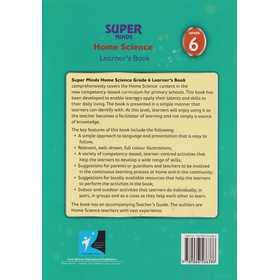 SUPER
MINDS
Home Science
Learner's Book
GRADE
6
Super Minds Home Science Grade 6 Learner's Book
comprehensively covers the Home Science content in the
new competency-based curriculum for primary schools. This book has
been developed to enable learners apply their talents and skills to
their daily living. The book is presented in a simple manner that
learners can identify with. At this level, learners will enjoy using it as
the teacher becomes a facilitator of learning and not simply a source
of knowledge.
The key features of this book include the following:
• A simple approach to language and presentation that is easy to
follow,
• Relevant, well-drawn, full colour illustrations;
• A variety of competency-based, learner-centred activities that
help the learners to develop a wide range of skills;
• Suggestions for parents or guardians and teachers to be involved in
the continuous learning process at home and in the community;
• Suggestions for locally available resources that help the learners to
perform the activities in the book;
• Indoor and outdoor activities that learners do individually, in
pairs, in groups and as a class as they help each other to learn.
The book has an accompanying Teacher's Guide. The authors are
Home Science teachers with vast experience.
East African Educational Publishers